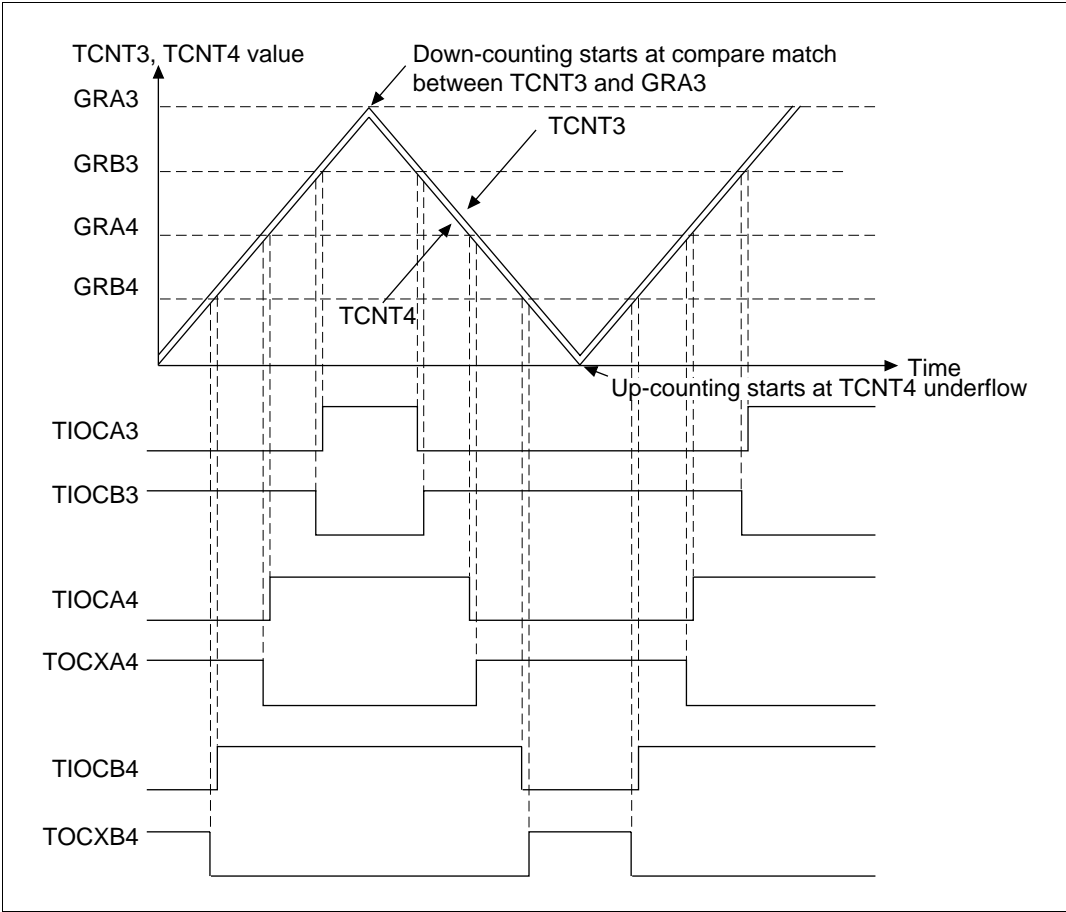 TCNT3, TCNT4 value
Down-counting starts at compare match
between TCNT3 and GRA3
GRA3
TCNT3
GRB3
GRA4
GRB4
TCNT4
Time
Up-counting starts at TCNT4 underflow
TIOCA3
TIOCB3
TIOCA4
TOCXA4
TIOCB4
TOCXB4